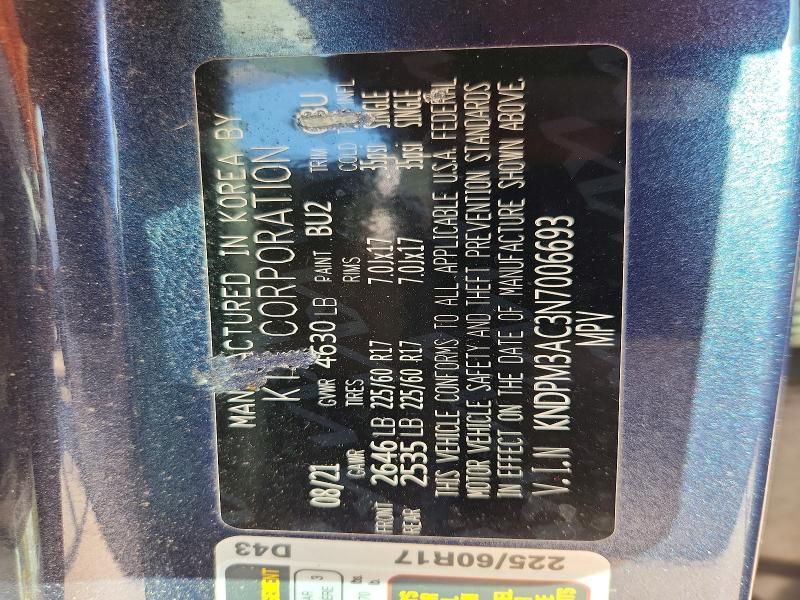 MANUFACTURED IN KOREA BY
KIA CORPORATION
08/21 GVWR 4630 LB PAINT BU2 TRIM
GAWR TIRES RIMS COLD INFL
FRONT 2646 LB 225/60 R17 7.0Jx17 35psi SINGLE
REAR 2535 LB 225/60 R17 7.0Jx17 35psi SINGLE
THIS VEHICLE CONFORMS TO ALL APPLICABLE U.S.A FEDERAL
MOTOR VEHICLE SAFETY AND THEFT PREVENTION STANDARDS
IN EFFECT ON THE DATE OF MANUFACTURE SHOWN ABOVE.
V.I.N KNDPM3AC3N7006693
MPV
D43
225/60R17